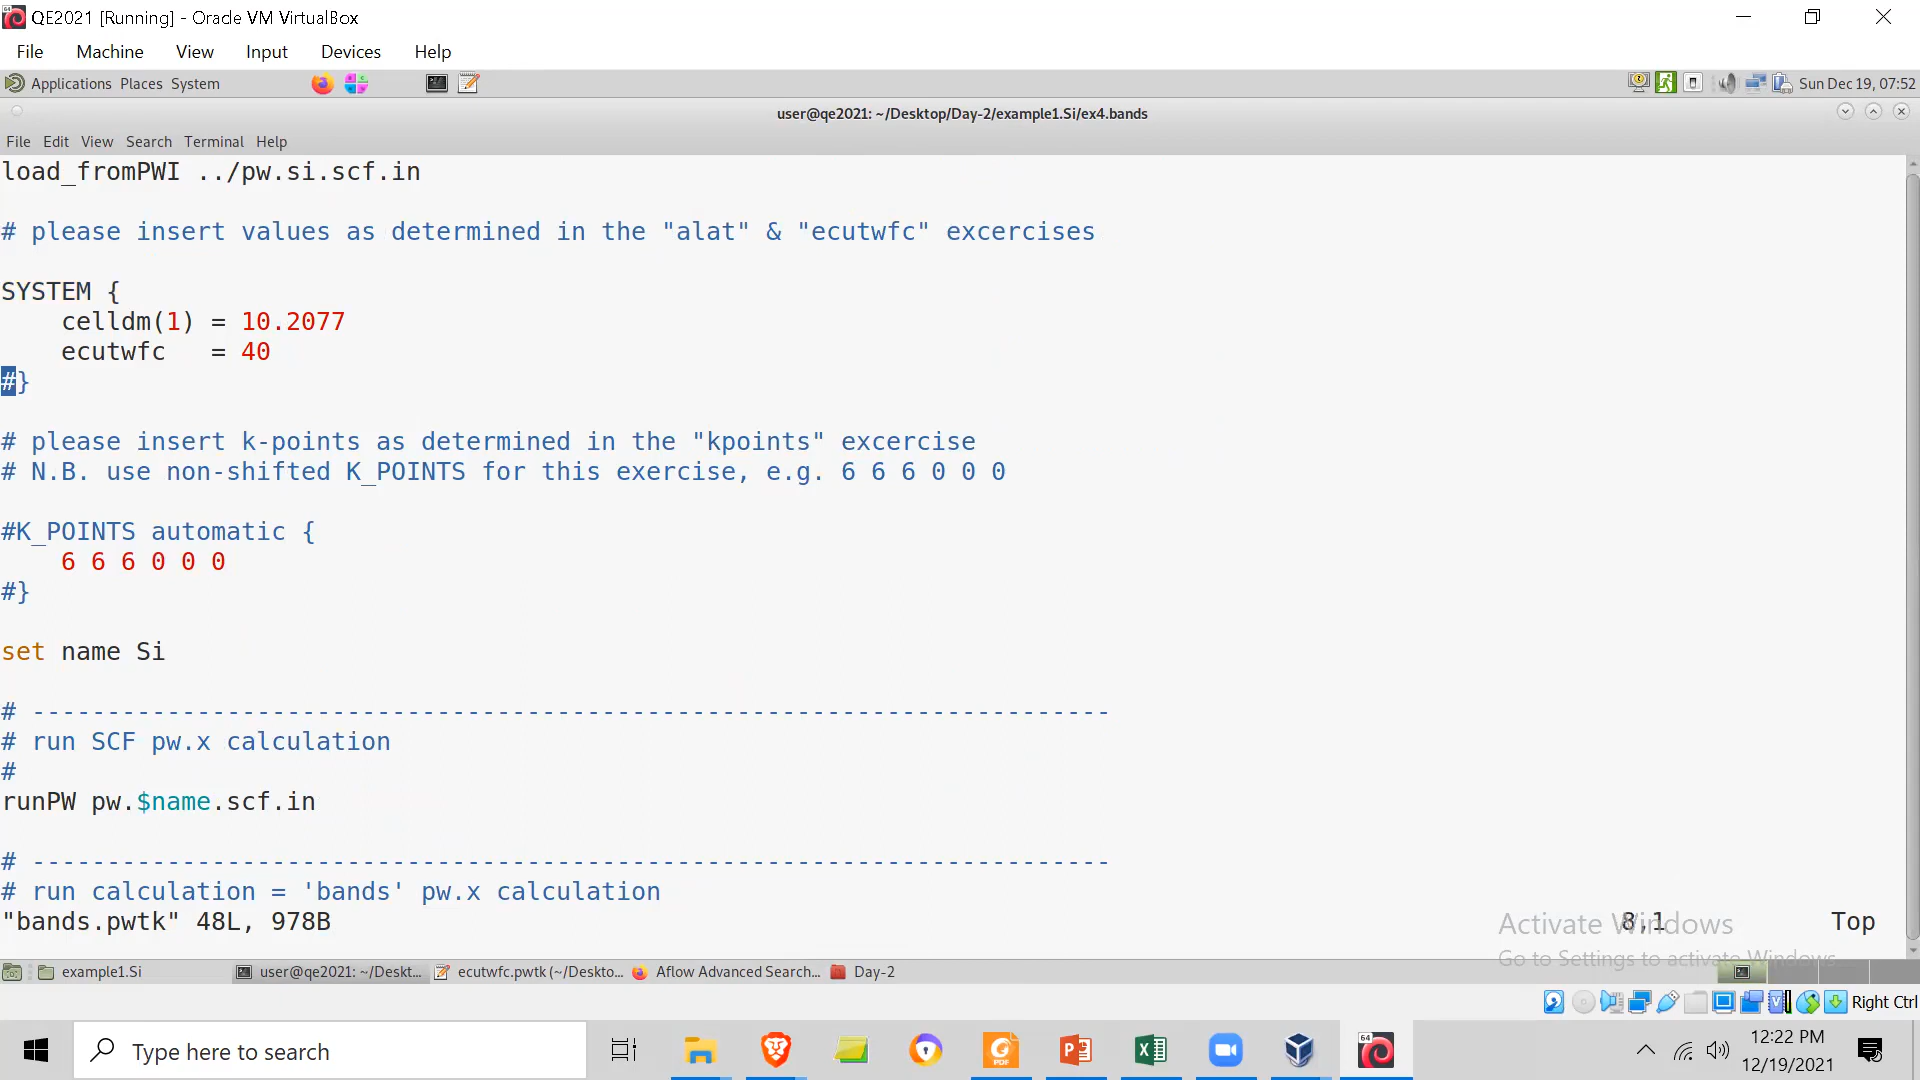 QE2021 [Running] - Oracle VM VirtualBox
File Machine View Input Devices Help
Applications Places System
Sun Dec 19, 07:52
user@qe2021: ~/Desktop/Day-2/example1.Si/ex4.bands
File Edit View Search Terminal Help
load_fromPWI ../pw.si.scf.in
# please insert values as determined in the "alat" & "ecutwfc" excercises
SYSTEM {
celldm(1) = 10.2077
ecutwfc = 40
#}
# please insert k-points as determined in the "kpoints" excercise
# N.B. use non-shifted K_POINTS for this exercise, e.g. 6 6 6 0 0 0
#K_POINTS automatic {
6 6 6 0 0 0
#}
set name Si
# ------------------------------------------------------------------------
# run SCF pw.x calculation
#
runPW pw.$name.scf.in
# ------------------------------------------------------------------------
# run calculation = 'bands' pw.x calculation
"bands.pwtk" 48L, 978B
8,1
Top
Activate Windows
Go to Settings to activate Windows.
example1.Si
user@qe2021: ~/Deskt...
ecutwfc.pwtk (~/Deskto...
Aflow Advanced Search...
Day-2
Right Ctrl
Type here to search
64
12:22 PM
12/19/2021